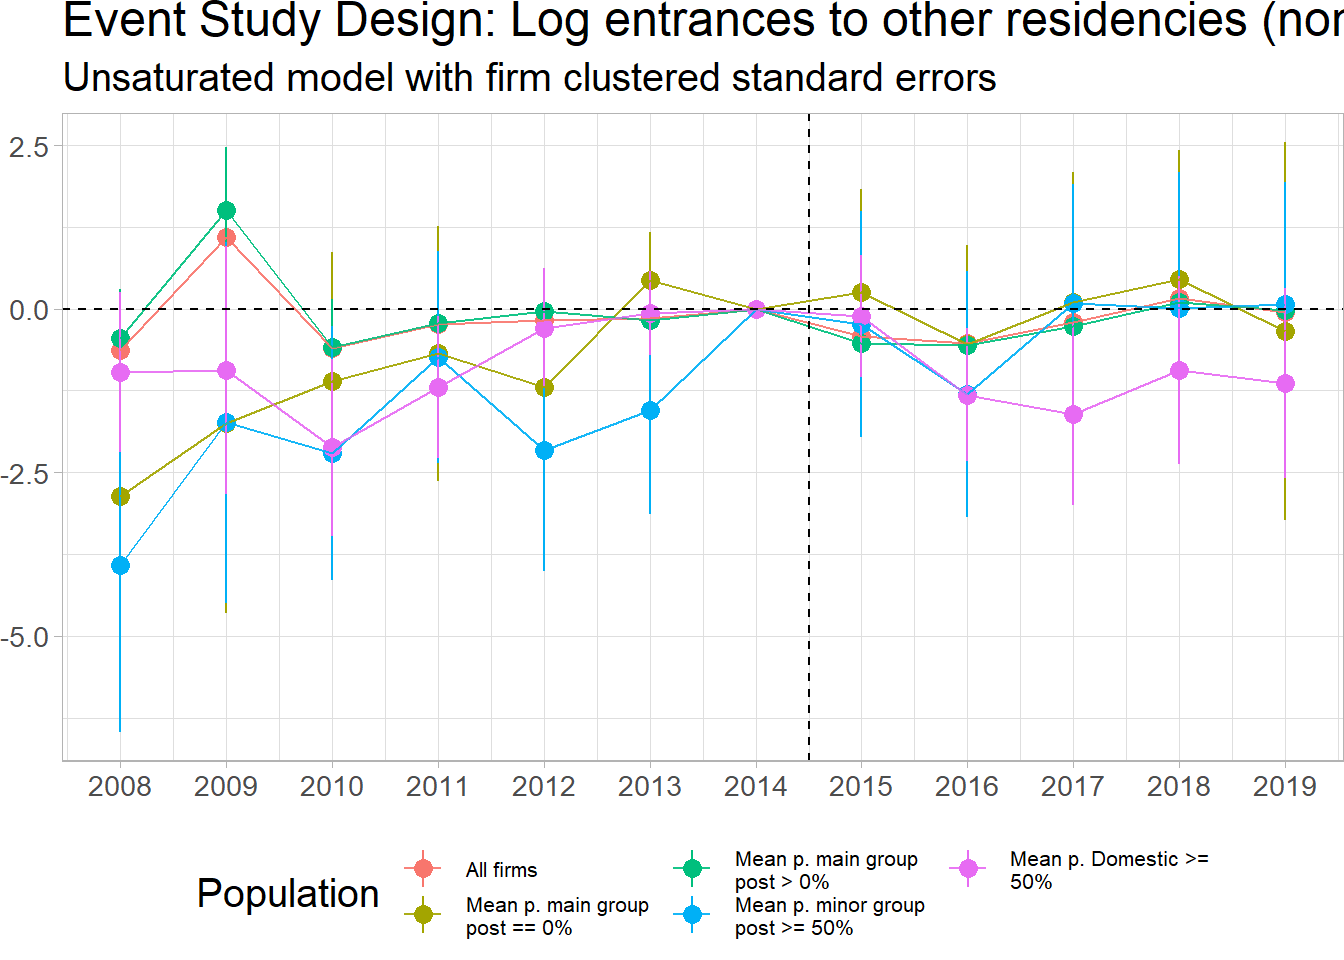 Event Study Design: Log entrances to other residencies (nor
Unsaturated model with firm clustered standard errors
2.5
0.0
-2.5
-5.0
2008 2009 2010 2011 2012 2013 2014 2015 2016 2017 2018 2019
Population
All firms
Mean p. main group
post == 0%
Mean p. main group
post > 0%
Mean p. minor group
post >= 50%
Mean p. Domestic >=
50%